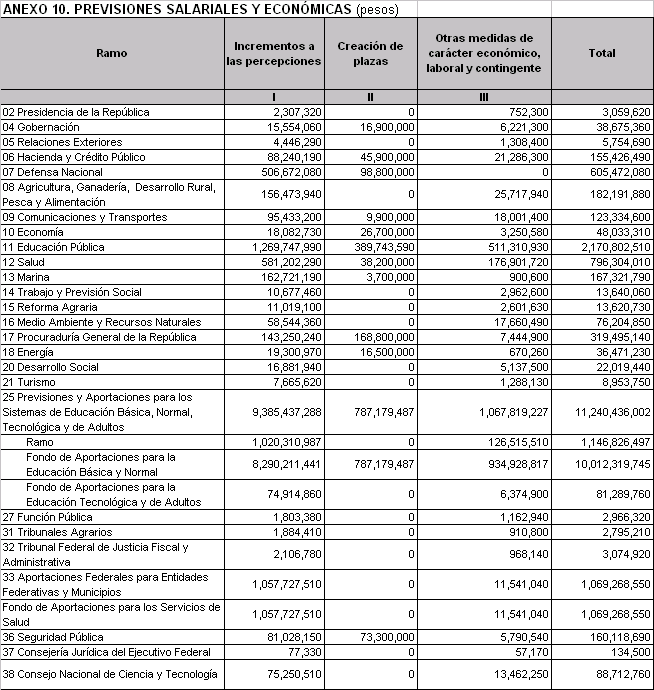 ANEXO 10. PREVISIONES SALARIALES Y ECONÓMICAS (pesos)
Ramo Incrementos a las percepciones Creación de plazas Otras medidas de carácter económico, laboral y contingente Total
I II III
02 Presidencia de la República 2,307,320 0 752,300 3,059,620
04 Gobernación 15,554,060 16,900,000 6,221,300 38,675,360
05 Relaciones Exteriores 4,446,290 0 1,308,400 5,754,690
06 Hacienda y Crédito Público 88,240,190 45,900,000 21,286,300 155,426,490
07 Defensa Nacional 506,672,080 98,800,000 0 605,472,080
08 Agricultura, Ganadería, Desarrollo Rural,
Pesca y Alimentación 156,473,940 0 25,717,940 182,191,880
09 Comunicaciones y Transportes 95,433,200 9,900,000 18,001,400 123,334,600
10 Economía 18,082,730 26,700,000 3,250,580 48,033,310
11 Educación Pública 1,269,747,990 389,743,590 511,310,930 2,170,802,510
12 Salud 581,202,290 38,200,000 176,901,720 796,304,010
13 Marina 162,721,190 3,700,000 900,600 167,321,790
14 Trabajo y Previsión Social 10,677,460 0 2,962,600 13,640,060
15 Reforma Agraria 11,019,100 0 2,601,630 13,620,730
16 Medio Ambiente y Recursos Naturales 58,544,360 0 17,660,490 76,204,850
17 Procuraduría General de la República 143,250,240 168,800,000 7,444,900 319,495,140
18 Energía 19,300,970 16,500,000 670,260 36,471,230
20 Desarrollo Social 16,881,940 0 5,137,500 22,019,440
21 Turismo 7,665,620 0 1,288,130 8,953,750
25 Previsiones y Aportaciones para los
Sistemas de Educación Básica, Normal,
Tecnológica y de Adultos 9,385,437,288 787,179,487 1,067,819,227 11,240,436,002
Ramo 1,020,310,987 0 126,515,510 1,146,826,497
Fondo de Aportaciones para la
Educación Básica y Normal 8,290,211,441 787,179,487 934,928,817 10,012,319,745
Fondo de Aportaciones para la
Educación Tecnológica y de Adultos 74,914,860 0 6,374,900 81,289,760
27 Función Pública 1,803,380 0 1,162,940 2,966,320
31 Tribunales Agrarios 1,884,410 0 910,800 2,795,210
32 Tribunal Federal de Justicia Fiscal y
Administrativa 2,106,780 0 968,140 3,074,920
33 Aportaciones Federales para Entidades
Federativas y Municipios 1,057,727,510 0 11,541,040 1,069,268,550
Fondo de Aportaciones para los Servicios de
Salud 1,057,727,510 0 11,541,040 1,069,268,550
36 Seguridad Pública 81,028,150 73,300,000 5,790,540 160,118,690
37 Consejería Jurídica del Ejecutivo Federal 77,330 0 57,170 134,500
38 Consejo Nacional de Ciencia y Tecnología 75,250,510 0 13,462,250 88,712,760